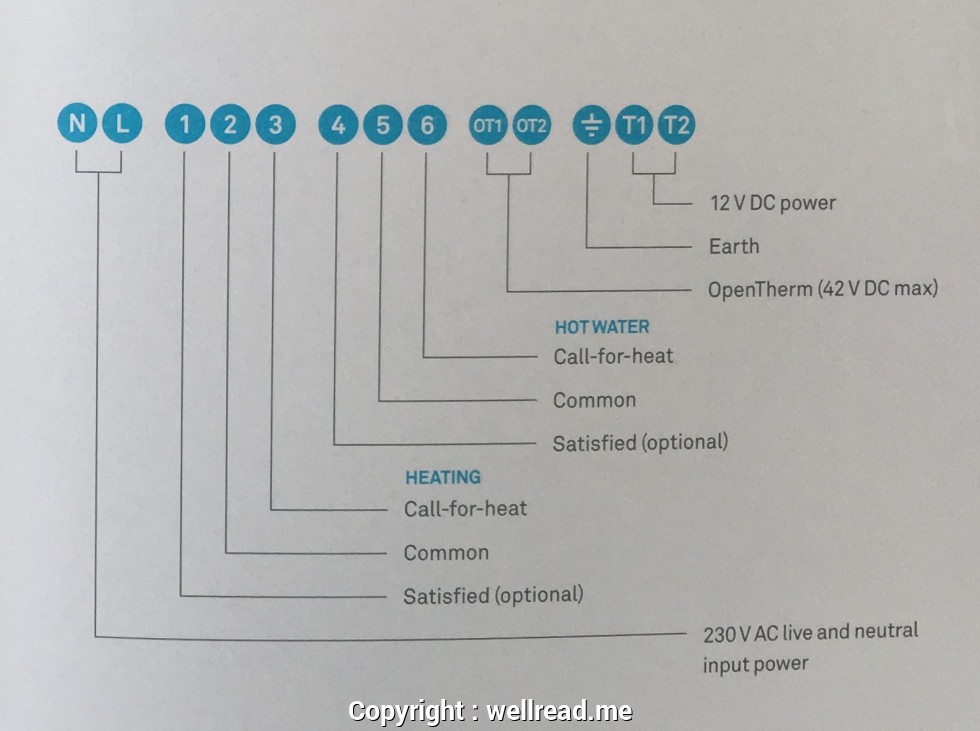 N L 1 2 3 4 5 6 OT1 OT2 T1 T2
12 V DC power
Earth
OpenTherm (42 V DC max)
HOT WATER
Call-for-heat
Common
Satisfied (optional)
HEATING
Call-for-heat
Common
Satisfied (optional)
230 V AC live and neutral
input power
Copyright : wellread.me